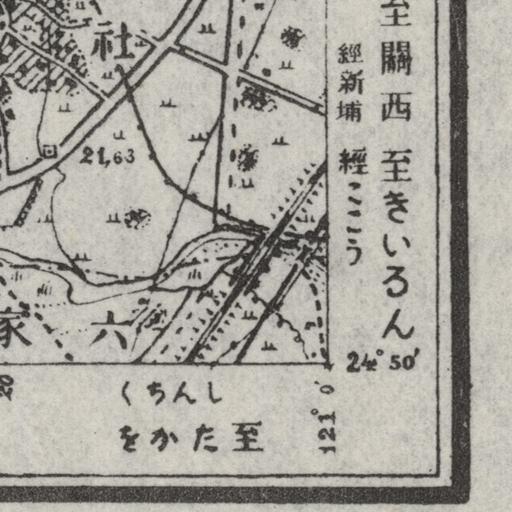 社
21,63
家 六
至關西
經新埔
至きいろん
經こころ
24° 50′
121° 0′
しんちく
至たかを